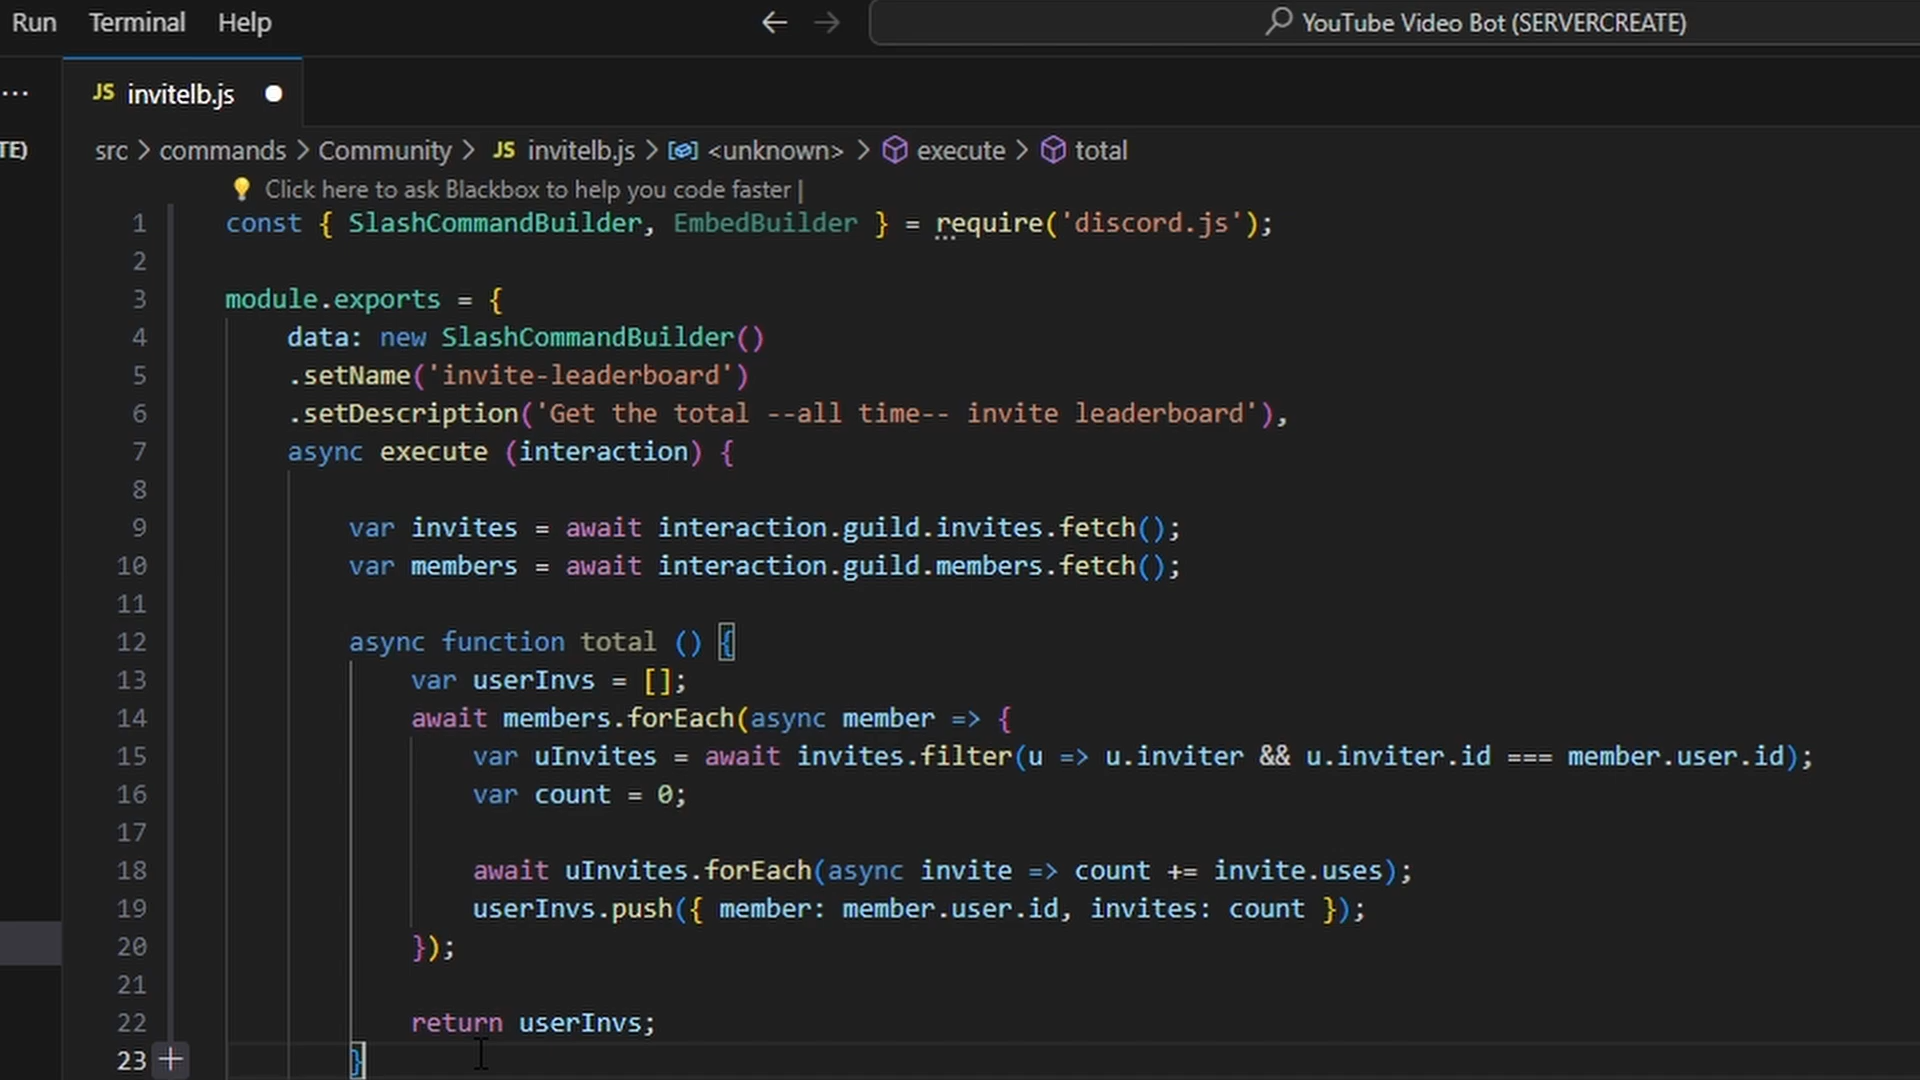 Run Terminal Help YouTube Video Bot (SERVERCREATE)
... JS invitelb.js
TE) src > commands > Community > JS invitelb.js > <unknown> > execute > total
Click here to ask Blackbox to help you code faster |
1 const { SlashCommandBuilder, EmbedBuilder } = require('discord.js');
2
3 module.exports = {
4 data: new SlashCommandBuilder()
5 .setName('invite-leaderboard')
6 .setDescription('Get the total --all time-- invite leaderboard'),
7 async execute (interaction) {
8
9 var invites = await interaction.guild.invites.fetch();
10 var members = await interaction.guild.members.fetch();
11
12 async function total () {
13 var userInvs = [];
14 await members.forEach(async member => {
15 var uInvites = await invites.filter(u => u.inviter && u.inviter.id === member.user.id);
16 var count = 0;
17
18 await uInvites.forEach(async invite => count += invite.uses);
19 userInvs.push({ member: member.user.id, invites: count });
20 });
21
22 return userInvs;
23 + }